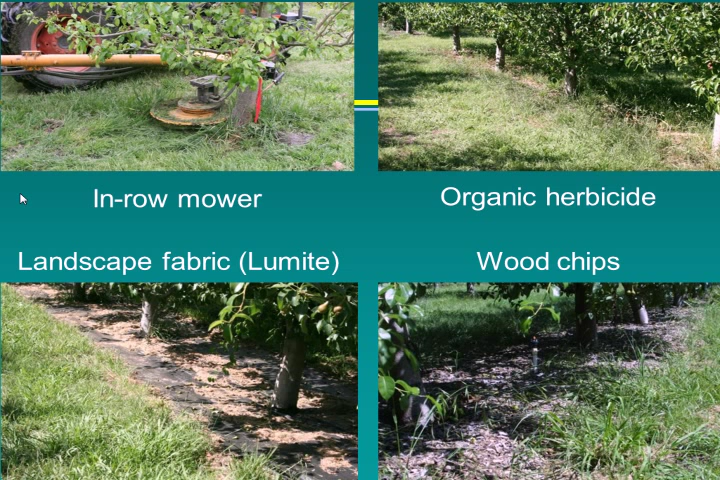 In-row mower
Organic herbicide
Landscape fabric (Lumite)
Wood chips